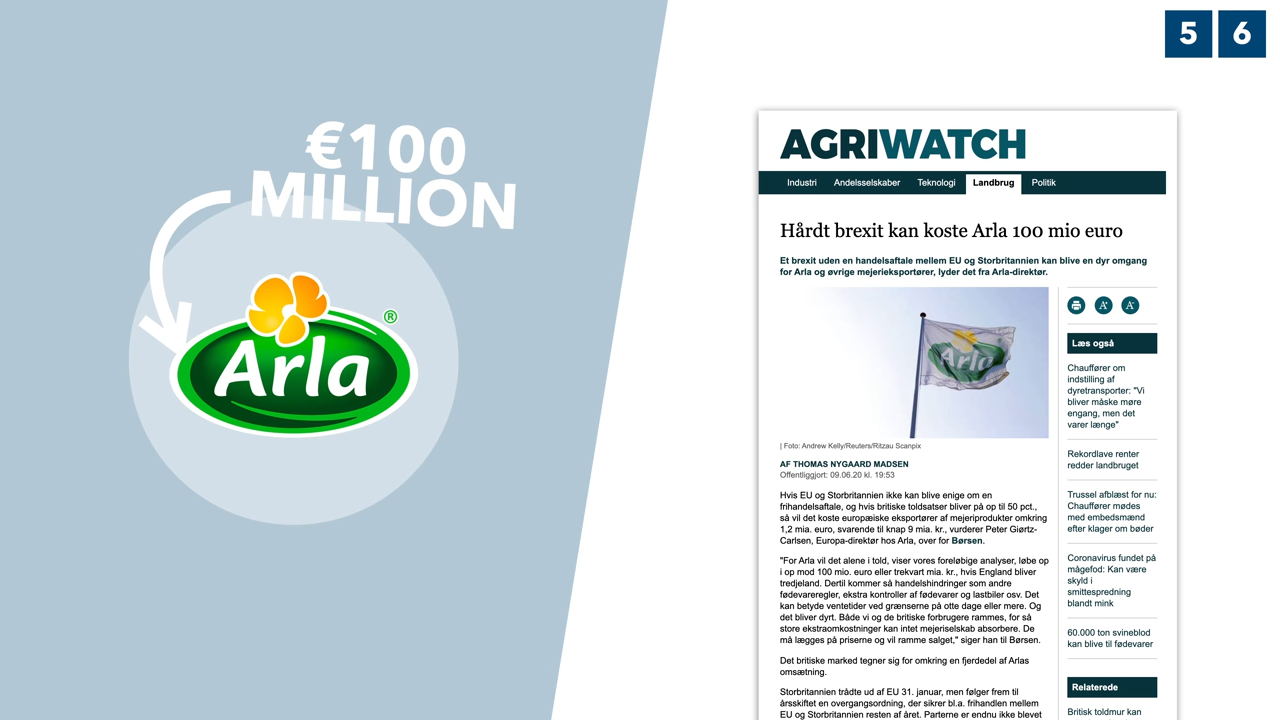 5 6
€100
MILLION
Arla
®
AGRIWATCH
Industri Andelsselskaber Teknologi Landbrug Politik
Hårdt brexit kan koste Arla 100 mio euro
Et brexit uden en handelsaftale mellem EU og Storbritannien kan blive en dyr omgang
for Arla og øvrige mejerieksportører, lyder det fra Arla-direktør.
Arla
| Foto: Andrew Kelly/Reuters/Ritzau Scanpix
AF THOMAS NYGAARD MADSEN
Offentliggjort: 09.06.20 kl. 19:53
Hvis EU og Storbritannien ikke kan blive enige om en
frihandelsaftale, og hvis britiske toldsatser bliver på op til 50 pct.,
så vil det koste europæiske eksportører af mejeriprodukter omkring
1,2 mia. euro, svarende til knap 9 mia. kr., vurderer Peter Giørtz-
Carlsen, Europa-direktør hos Arla, over for Børsen.
"For Arla vil det alene i told, viser vores foreløbige analyser, løbe op
i op mod 100 mio. euro eller trekvart mia. kr., hvis England bliver
tredjeland. Dertil kommer så handelshindringer som andre
fødevareregler, ekstra kontroller af fødevarer og lastbiler osv. Det
kan betyde ventetider ved grænserne på otte dage eller mere. Og
det bliver dyrt. Både vi og de britiske forbrugere rammes, for så
store ekstraomkostninger kan intet mejeriselskab absorbere. De
må lægges på priserne og vil ramme salget," siger han til Børsen.
Det britiske marked tegner sig for omkring en fjerdedel af Arlas
omsætning.
Storbritannien trådte ud af EU 31. januar, men følger frem til
årsskiftet en overgangsordning, der sikrer bl.a. frihandlen mellem
EU og Storbritannien resten af året. Parterne er endnu ikke blevet
A+ A-
Læs også
Chauffører om
indstilling af
dyretransporter: "Vi
bliver måske møre
engang, men det
varer længe"
Rekordlave renter
redder landbruget
Trussel afblæst for nu:
Chauffører mødes
med embedsmænd
efter klager om bøder
Coronavirus fundet på
mågefod: Kan være
skyld i
smittespredning
blandt mink
60.000 ton svineblod
kan blive til fødevarer
Relaterede
Britisk toldmur kan